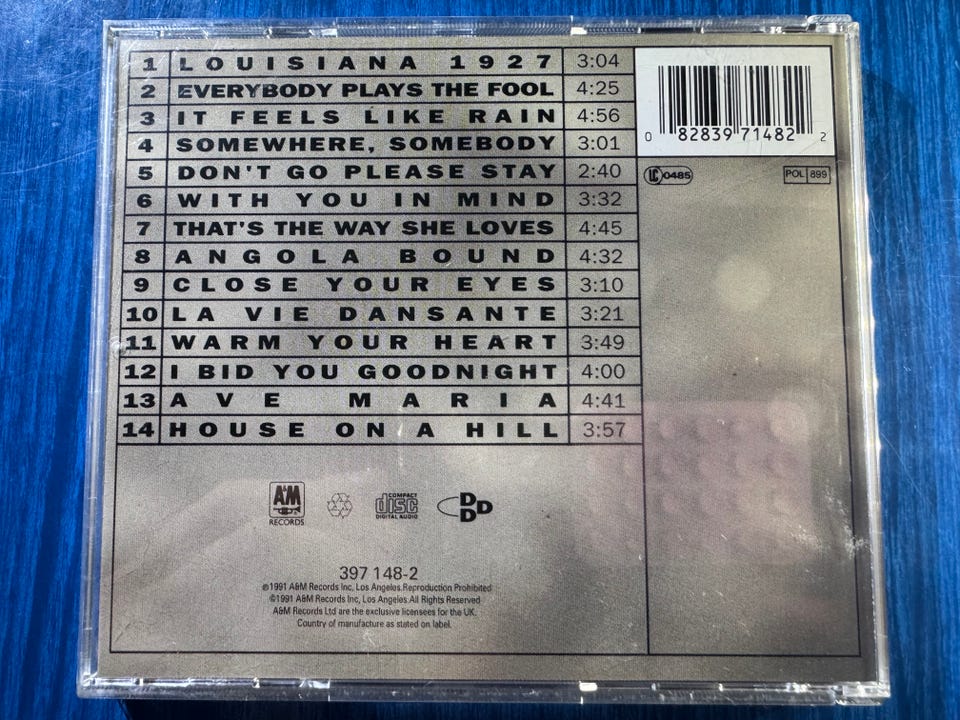 1 LOUISIANA 1927 3:04
2 EVERYBODY PLAYS THE FOOL 4:25
3 IT FEELS LIKE RAIN 4:56
4 SOMEWHERE, SOMEBODY 3:01
5 DON'T GO PLEASE STAY 2:40
6 WITH YOU IN MIND 3:32
7 THAT'S THE WAY SHE LOVES 4:45
8 ANGOLA BOUND 4:32
9 CLOSE YOUR EYES 3:10
10 LA VIE DANSANTE 3:21
11 WARM YOUR HEART 3:49
12 I BID YOU GOODNIGHT 4:00
13 AVE MARIA 4:41
14 HOUSE ON A HILL 3:57
0 82839 71482 2
LC 0485
POL 899
A&M
RECORDS
COMPACT
disc
DIGITAL AUDIO
DDD
397 148-2
℗1991 A&M Records Inc, Los Angeles.Reproduction Prohibited
©1991 A&M Records Inc, Los Angeles.All Rights Reserved
A&M Records Ltd are the exclusive licensees for the UK.
Country of manufacture as stated on label.